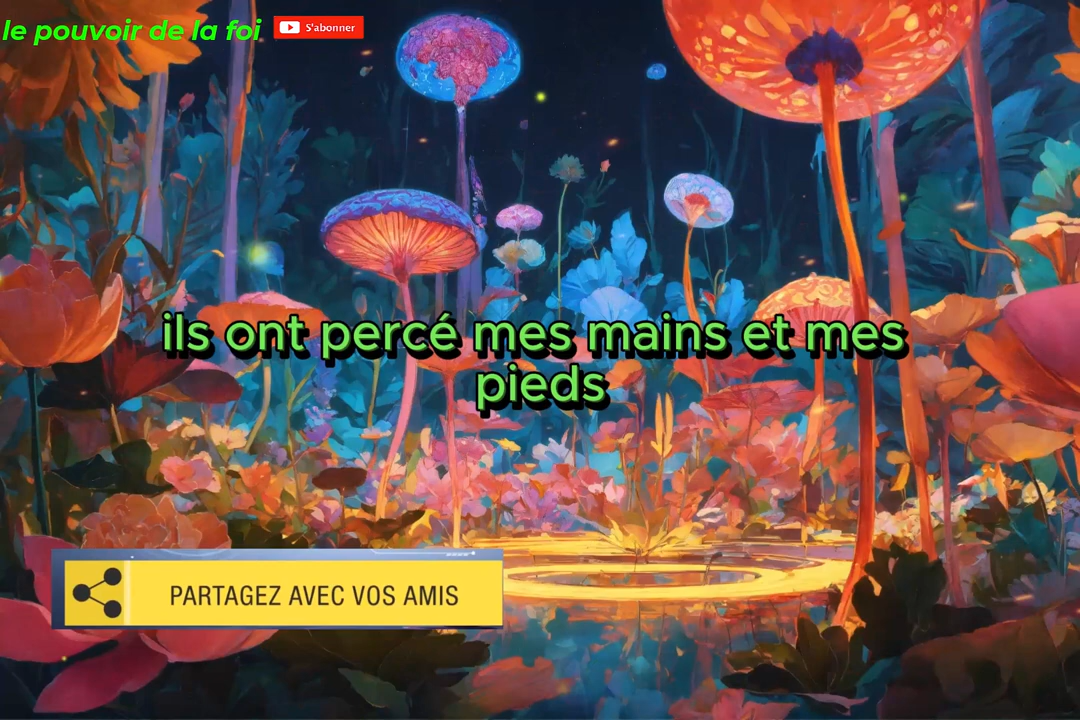 le pouvoir de la foi
S'abonner
ils ont percé mes mains et mes
pieds
PARTAGEZ AVEC VOS AMIS